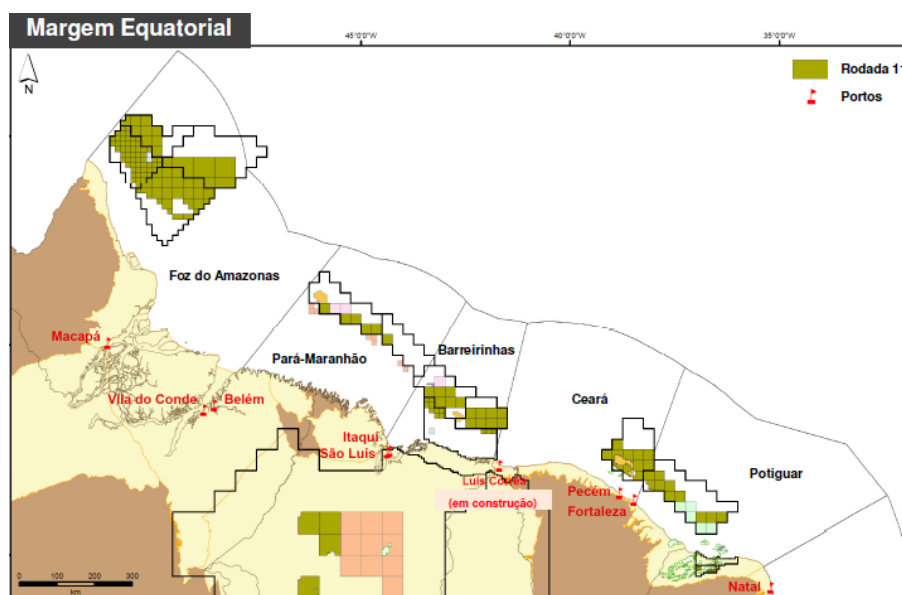 Margem Equatorial
45°0'0"W
40°0'0"W
35°0'0"W
N
Rodada 11
Portos
Foz do Amazonas
Macapá
Pará-Maranhão
Barreirinhas
Vila do Conde
Belém
Ceará
Itaqui
São Luís
Luis Correa
(em construção)
Potiguar
Pecém
Fortaleza
Natal
0 50 100 200 300
km